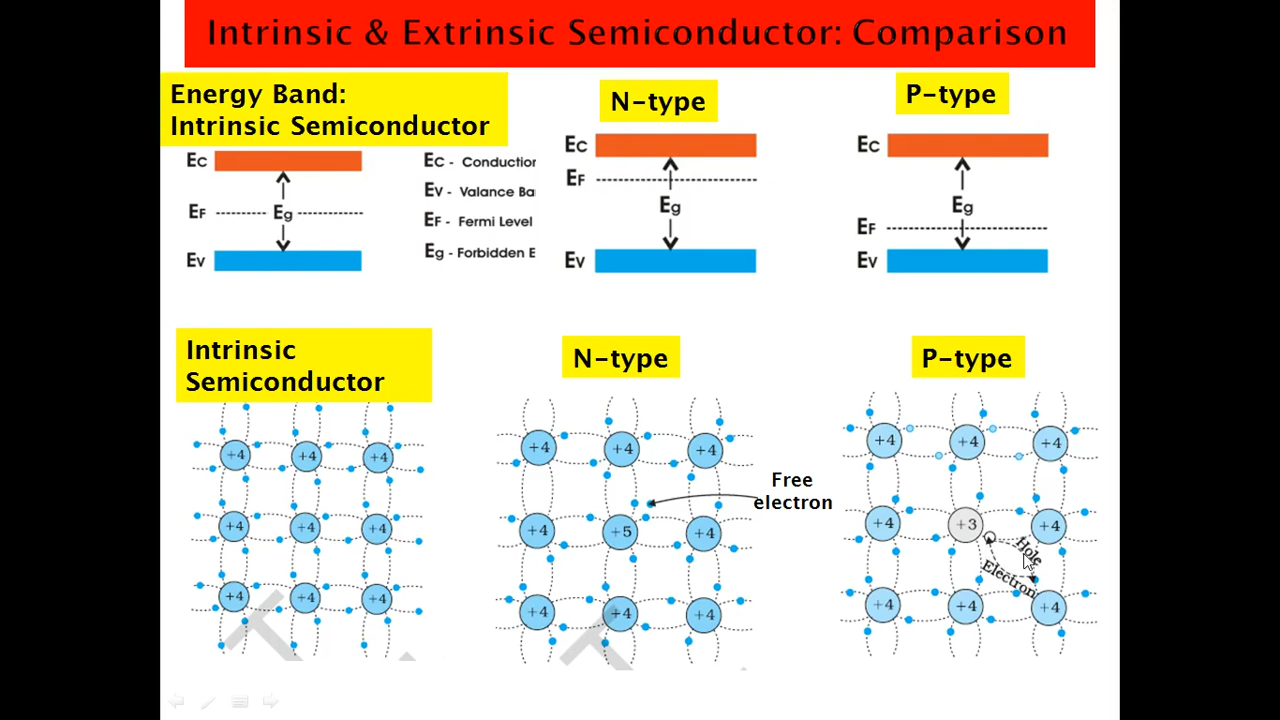 Intrinsic & Extrinsic Semiconductor: Comparison
Energy Band:
Intrinsic Semiconductor
N-type
P-type
EC
EF
Eg
EV
EC - Conduction
EV - Valance Ba
EF - Fermi Level
Eg - Forbidden E
EC
EF
Eg
EV
EC
Eg
EF
EV
Intrinsic
Semiconductor
N-type
P-type
+4 +4 +4
+4 +4 +4
+4 +4 +4
+4 +4 +4
+5 +4
+4 +4 +4
Free
electron
+4 +4 +4
+4 +3 +4
Hole
Electron
+4 +4 +4